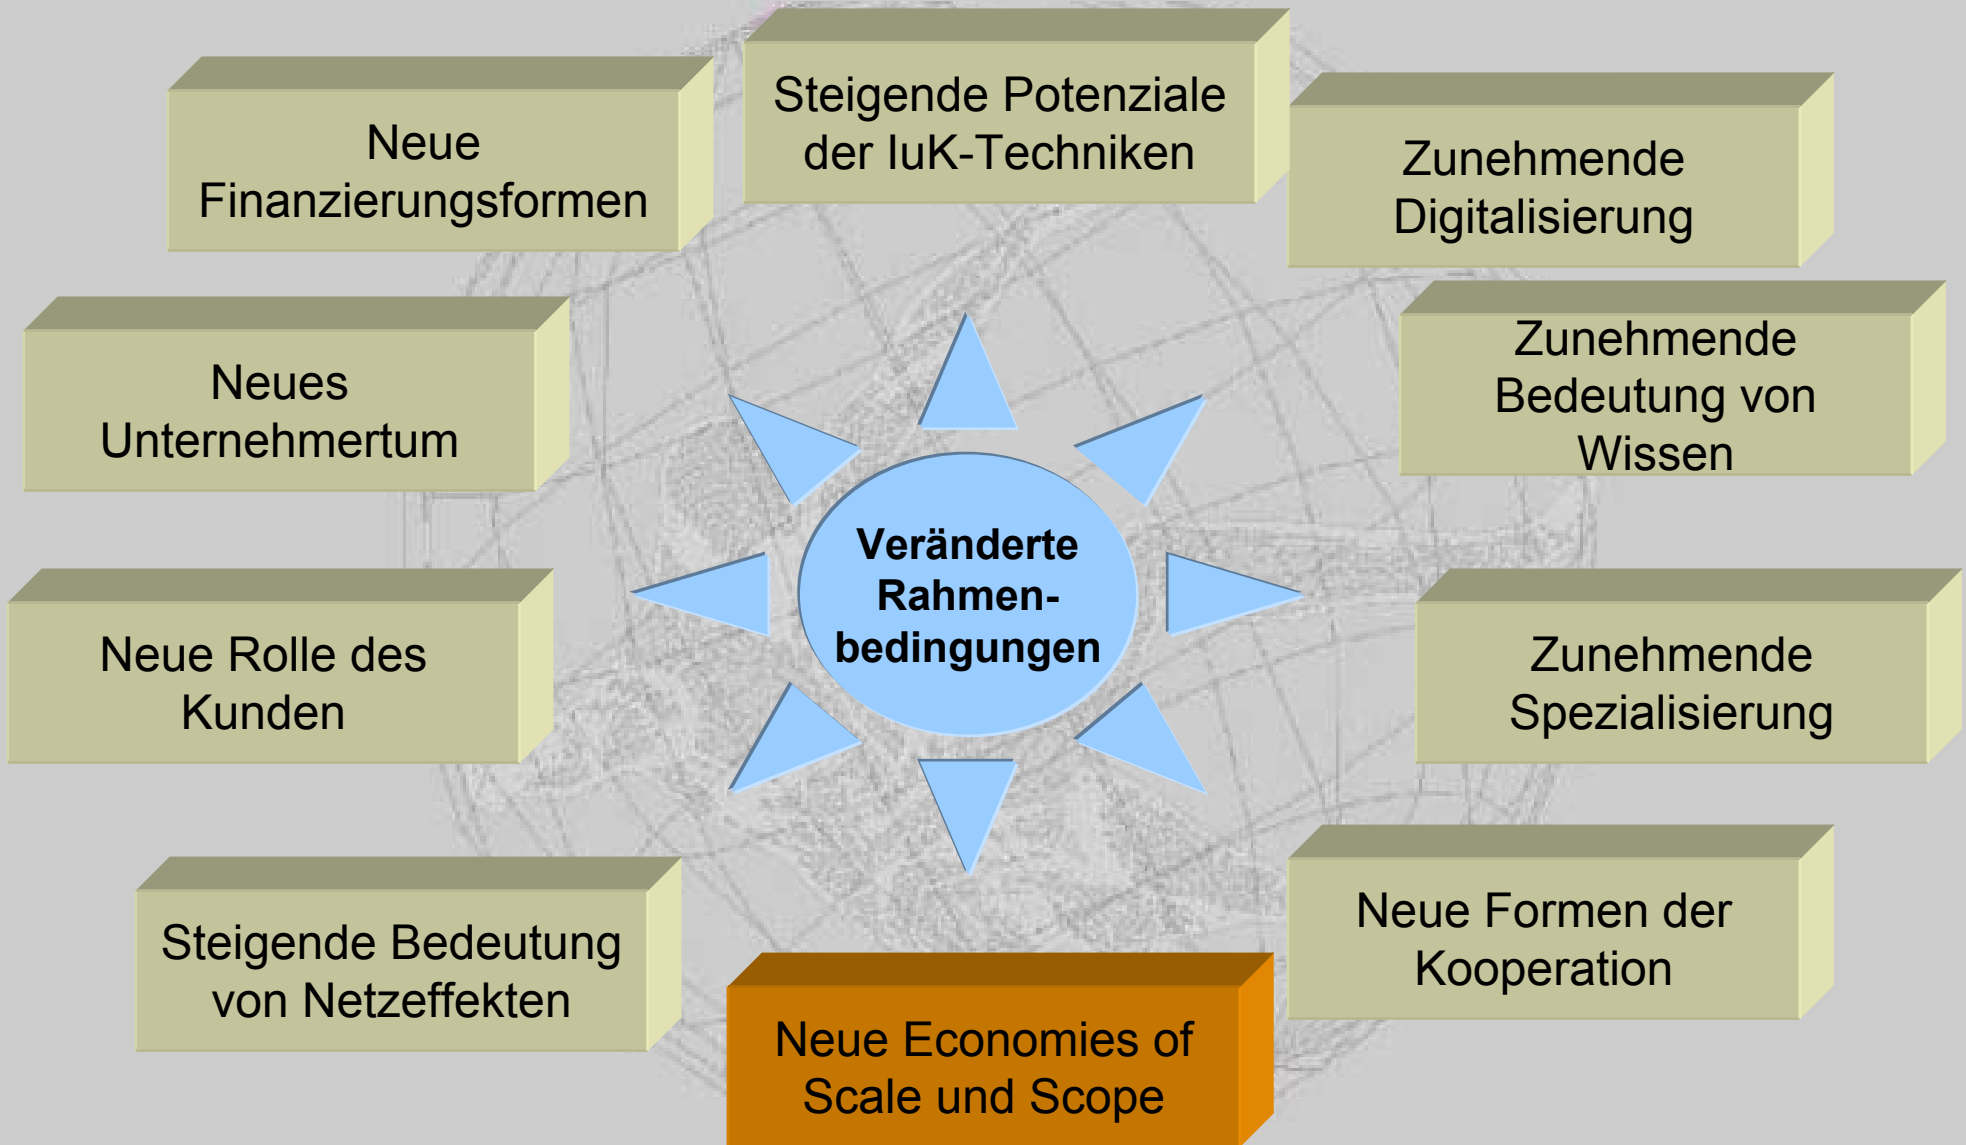 Steigende Potenziale
der IuK-Techniken
Neue
Finanzierungsformen
Zunehmende
Digitalisierung
Neues
Unternehmertum
Zunehmende
Bedeutung von
Wissen
Veränderte
Rahmen-
bedingungen
Neue Rolle des
Kunden
Zunehmende
Spezialisierung
Steigende Bedeutung
von Netzeffekten
Neue Formen der
Kooperation
Neue Economies of
Scale und Scope